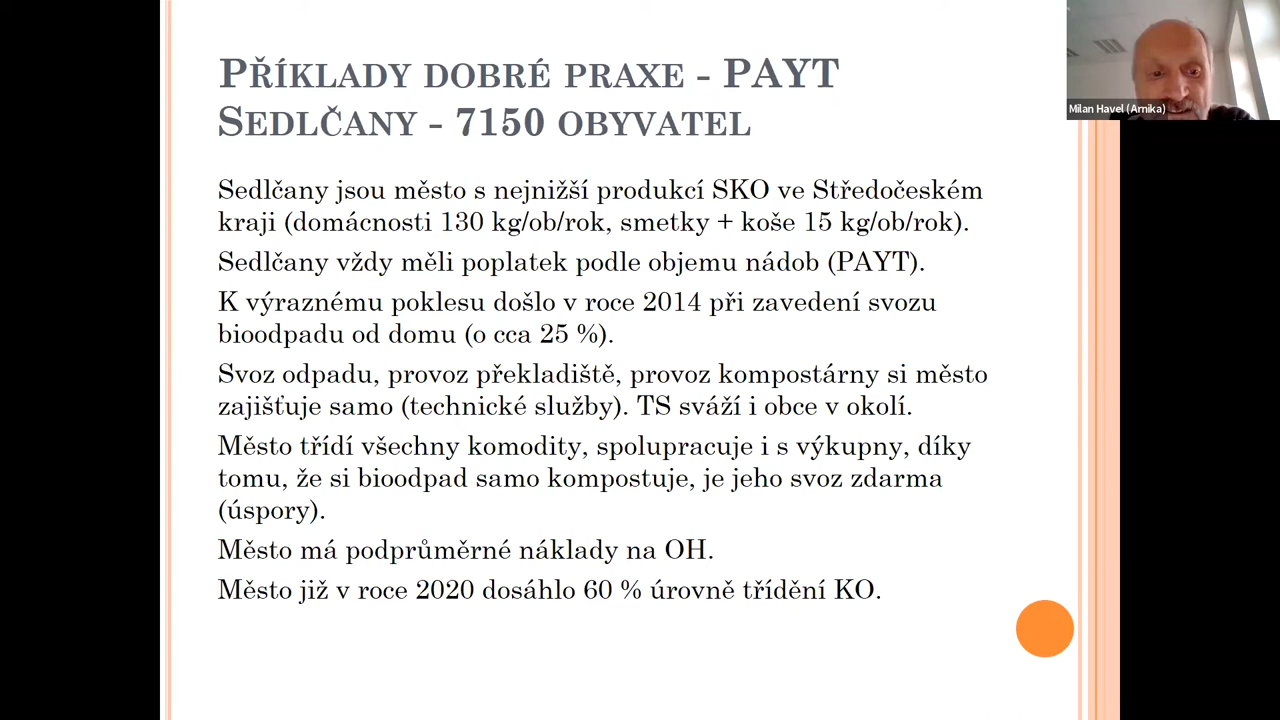 Příklady dobré praxe - PAYT
Sedlčany - 7150 obyvatel
Milan Havel (Arnika)
Sedlčany jsou město s nejnižší produkcí SKO ve Středočeském
kraji (domácnosti 130 kg/ob/rok, smetky + koše 15 kg/ob/rok).
Sedlčany vždy měli poplatek podle objemu nádob (PAYT).
K výraznému poklesu došlo v roce 2014 při zavedení svozu
bioodpadu od domu (o cca 25 %).
Svoz odpadu, provoz překladiště, provoz kompostárny si město
zajišťuje samo (technické služby). TS sváží i obce v okolí.
Město třídí všechny komodity, spolupracuje i s výkupny, díky
tomu, že si bioodpad samo kompostuje, je jeho svoz zdarma
(úspory).
Město má podprůměrné náklady na OH.
Město již v roce 2020 dosáhlo 60 % úrovně třídění KO.